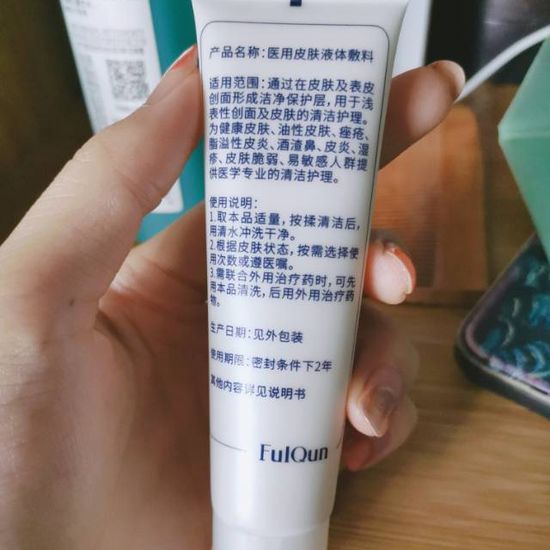 产品名称：医用皮肤液体敷料
适用范围：通过在皮肤及表皮
创面形成洁净保护层，用于浅
表性创面及皮肤的清洁护理。
为健康皮肤、油性皮肤、痤疮、
脂溢性皮炎、酒渣鼻、皮炎、湿
疹、皮肤脆弱、易敏感人群提
供医学专业的清洁护理。
使用说明：
1.取本品适量，按揉清洁后，
用清水冲洗干净。
2.根据皮肤状态，按需选择使
用次数或遵医嘱。
3.需联合外用治疗药时，可先
用本品清洗，后用外用治疗药
物。
生产日期：见外包装
使用期限：密封条件下2年
其他内容详见说明书
FulQun